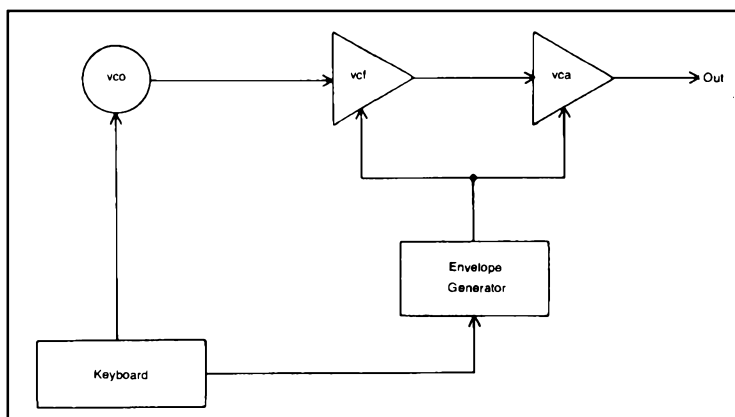 vco
vcf
vca
Out
Envelope
Generator
Keyboard